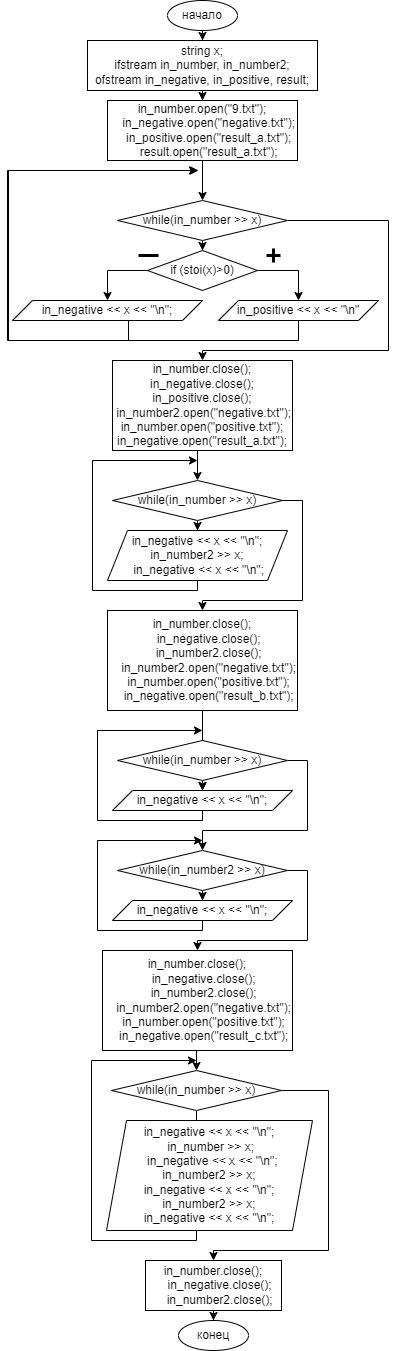 начало
string x;
ifstream in_number, in_number2;
ofstream in_negative, in_positive, result;
in_number.open("9.txt");
in_negative.open("negative.txt");
in_positive.open("result_a.txt");
result.open("result_a.txt");
while(in_number >> x)
if (stoi(x)>0)
in_negative << x << "\n";
in_positive << x << "\n"
in_number.close();
in_negative.close();
in_positive.close();
in_number2.open("negative.txt");
in_number.open("positive.txt");
in_negative.open("result_a.txt");
while(in_number >> x)
in_negative << x << "\n";
in_number2 >> x;
in_negative << x << "\n";
in_number.close();
in_negative.close();
in_number2.close();
in_number2.open("negative.txt");
in_number.open("positive.txt");
in_negative.open("result_b.txt");
while(in_number >> x)
in_negative << x << "\n";
while(in_number2 >> x)
in_negative << x << "\n";
in_number.close();
in_negative.close();
in_number2.close();
in_number2.open("negative.txt");
in_number.open("positive.txt");
in_negative.open("result_c.txt");
while(in_number >> x)
in_negative << x << "\n";
in_number >> x;
in_negative << x << "\n";
in_number2 >> x;
in_negative << x << "\n";
in_number2 >> x;
in_negative << x << "\n";
in_number.close();
in_negative.close();
in_number2.close();
конец